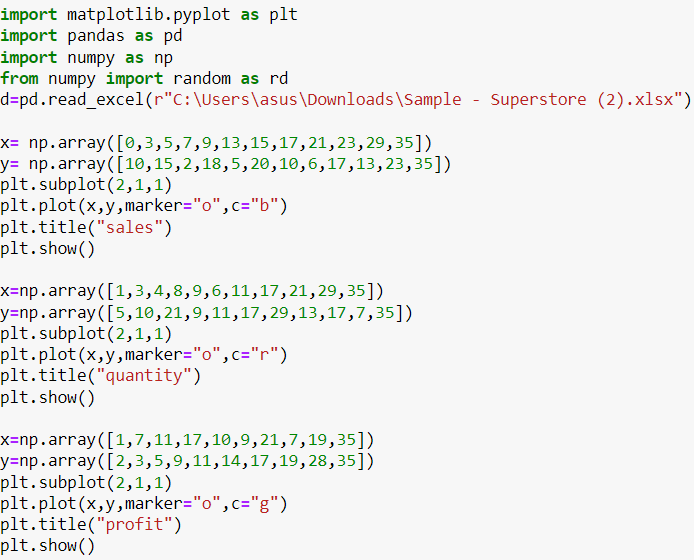 import matplotlib.pyplot as plt
import pandas as pd
import numpy as np
from numpy import random as rd
d=pd.read_excel(r"C:\Users\asus\Downloads\Sample - Superstore (2).xlsx")
x= np.array([0,3,5,7,9,13,15,17,21,23,29,35])
y= np.array([10,15,2,18,5,20,10,6,17,13,23,35])
plt.subplot(2,1,1)
plt.plot(x,y,marker="o",c="b")
plt.title("sales")
plt.show()
x=np.array([1,3,4,8,9,6,11,17,21,29,35])
y=np.array([5,10,21,9,11,17,29,13,17,7,35])
plt.subplot(2,1,1)
plt.plot(x,y,marker="o",c="r")
plt.title("quantity")
plt.show()
x=np.array([1,7,11,17,10,9,21,7,19,35])
y=np.array([2,3,5,9,11,14,17,19,28,35])
plt.subplot(2,1,1)
plt.plot(x,y,marker="o",c="g")
plt.title("profit")
plt.show()